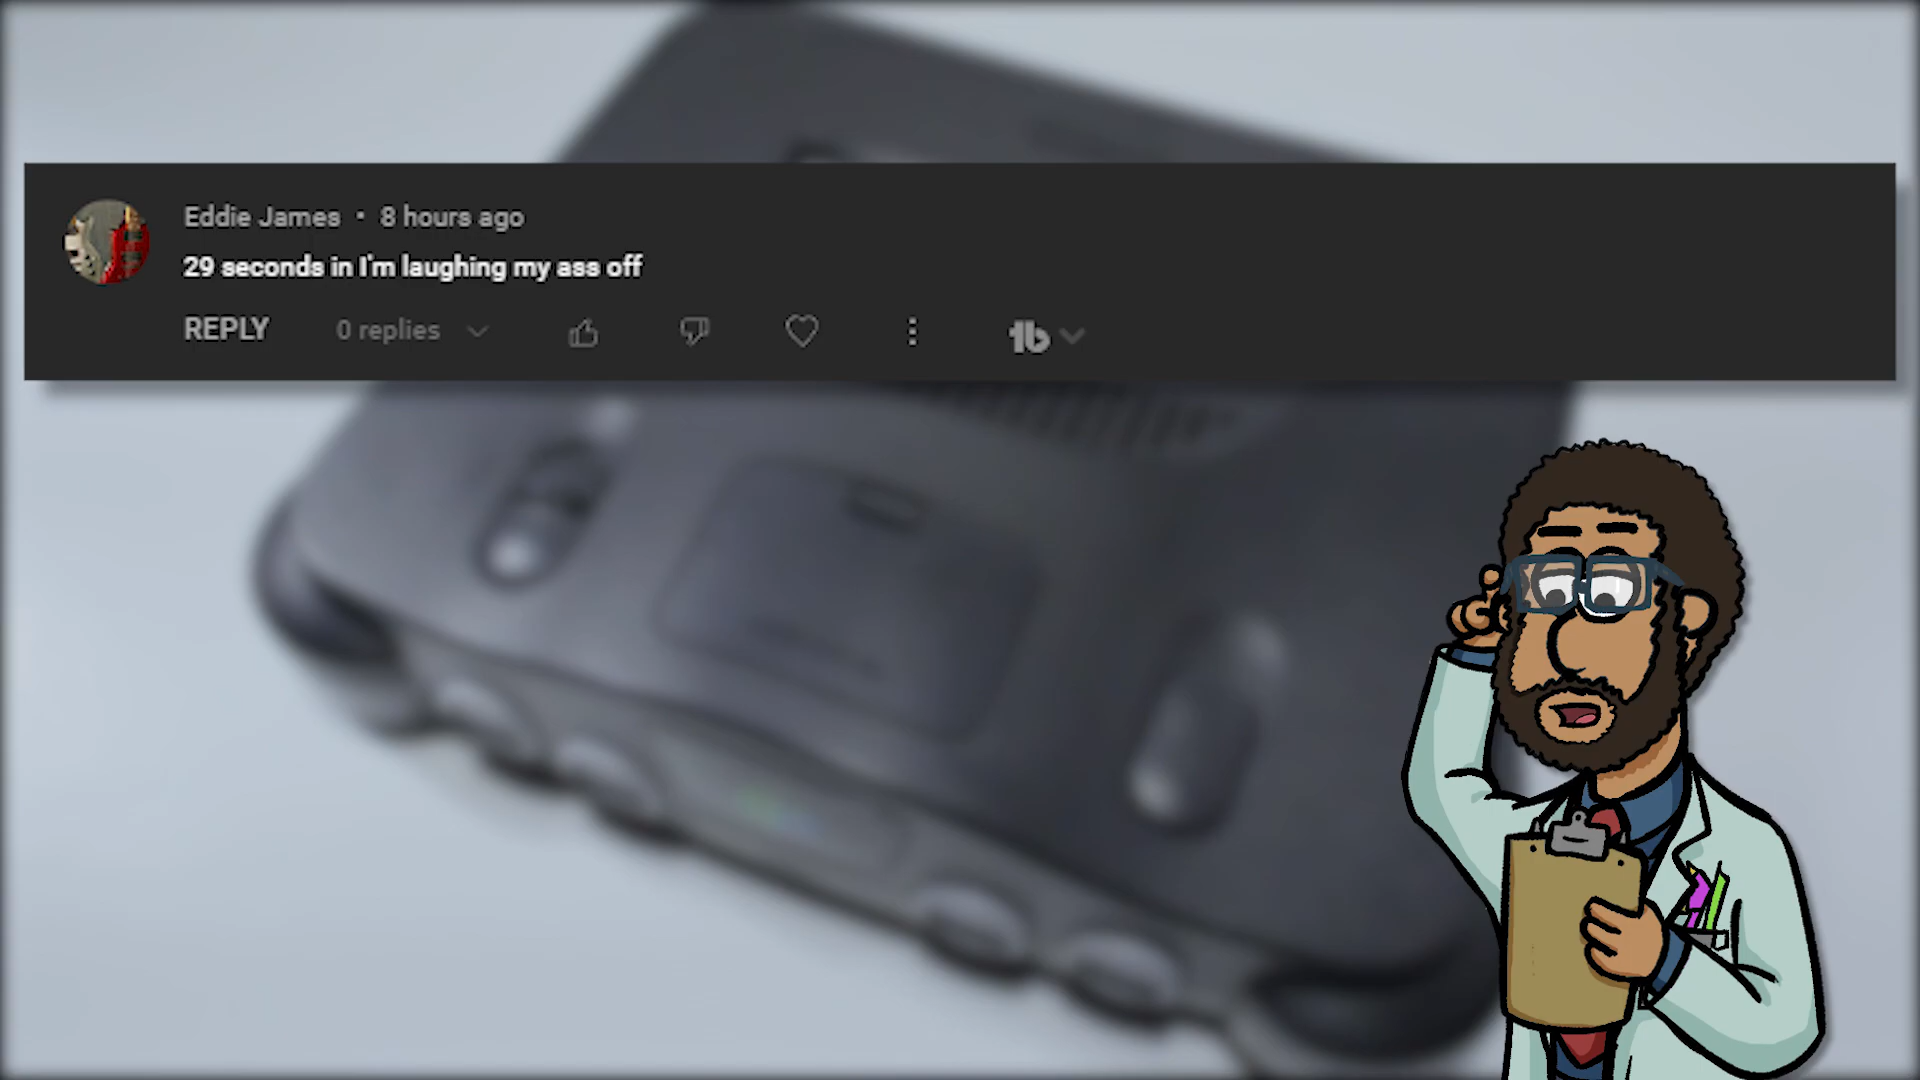 Eddie James • 8 hours ago
29 seconds in I'm laughing my ass off
REPLY 0 replies